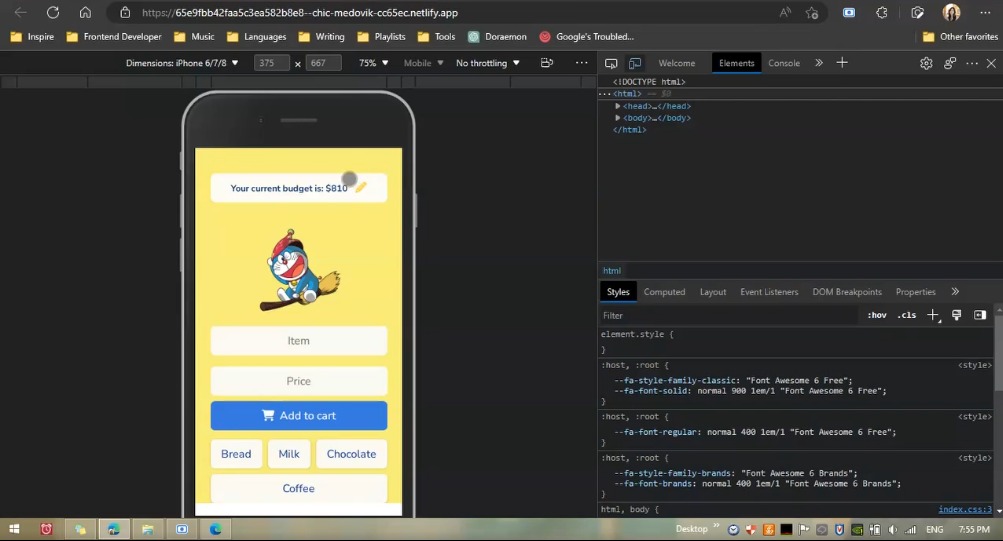 https://65e9fbb42faa5c3ea582b8e8--chic-medovik-cc65ec.netlify.app
Inspire Frontend Developer Music Languages Writing Playlists Tools Doraemon Google's Troubled... Other favorites
Dimensions: iPhone 6/7/8 375 x 667 75% Mobile No throttling
Welcome Elements Console
<!DOCTYPE html>
<html> == $0
<head>…</head>
<body>…</body>
</html>
Your current budget is: $810
Item
Price
Add to cart
Bread Milk Chocolate
Coffee
html
Styles Computed Layout Event Listeners DOM Breakpoints Properties
Filter :hov .cls
element.style {
}
:host, :root { <style>
--fa-style-family-classic: "Font Awesome 6 Free";
--fa-font-solid: normal 900 1em/1 "Font Awesome 6 Free";
}
:host, :root { <style>
--fa-font-regular: normal 400 1em/1 "Font Awesome 6 Free";
}
:host, :root { <style>
--fa-style-family-brands: "Font Awesome 6 Brands";
--fa-font-brands: normal 400 1em/1 "Font Awesome 6 Brands";
}
html, body { index.css:3
Desktop ENG 7:55 PM